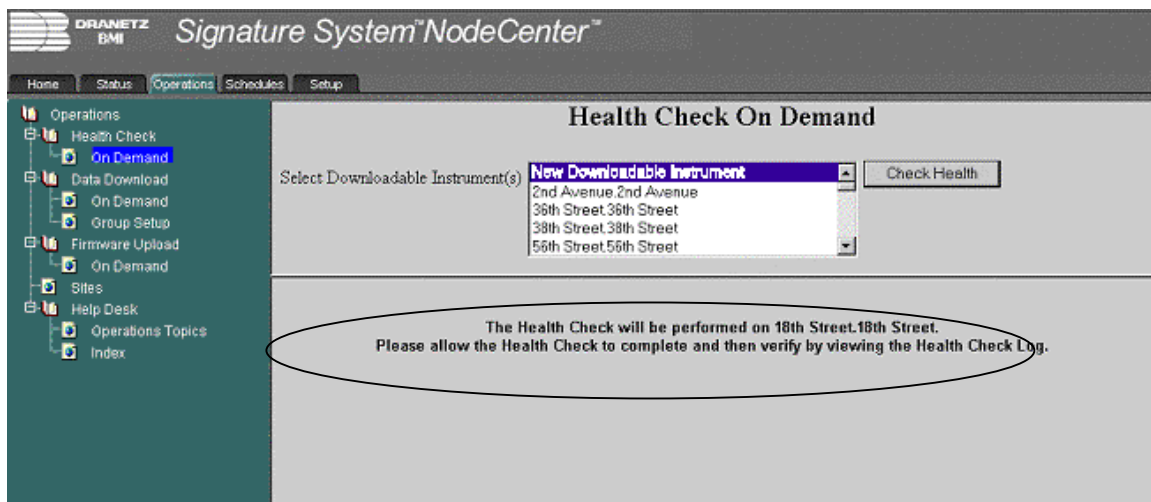 DRANETZ
BMI
Signature System™NodeCenter™
Home Status Operations Schedules Setup
Operations
Health Check
On Demand
Data Download
On Demand
Group Setup
Firmware Upload
On Demand
Sites
Help Desk
Operations Topics
Index
Health Check On Demand
Select Downloadable Instrument(s)
New Downloadable Instrument
2nd Avenue.2nd Avenue
36th Street.36th Street
38th Street.38th Street
56th Street.56th Street
Check Health
The Health Check will be performed on 18th Street.18th Street.
Please allow the Health Check to complete and then verify by viewing the Health Check Log.